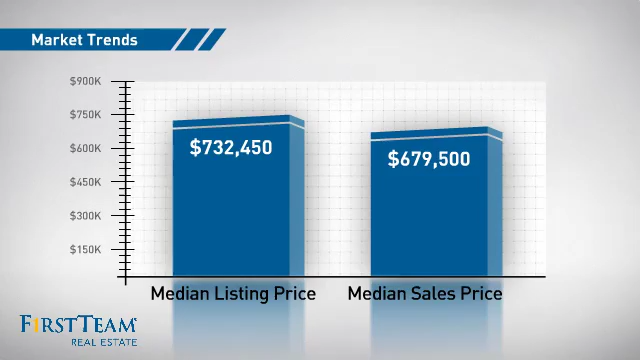 Market Trends
$900K
$750K
$600K
$450K
$300K
$150K
$732,450
$679,500
Median Listing Price
Median Sales Price
FIRSTTEAM®
REAL ESTATE